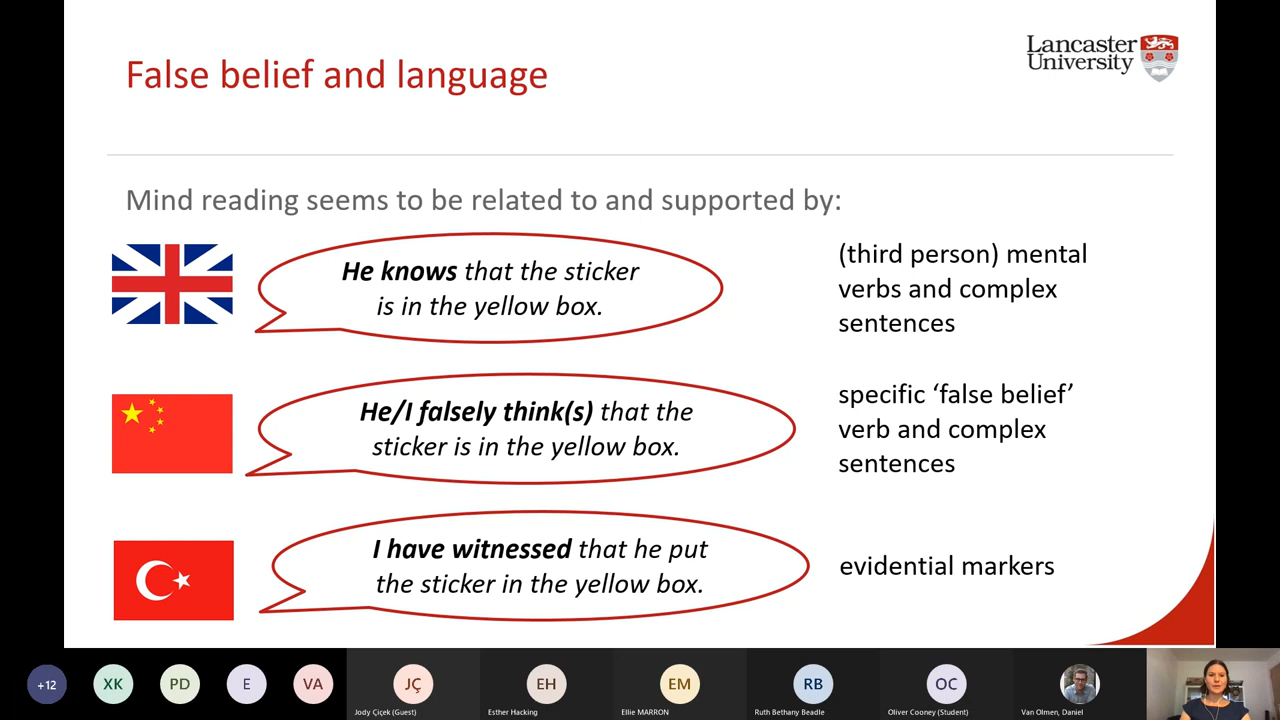 False belief and language
Lancaster
University
Mind reading seems to be related to and supported by:
He knows that the sticker
is in the yellow box.
(third person) mental
verbs and complex
sentences
He/I falsely think(s) that the
sticker is in the yellow box.
specific ‘false belief’
verb and complex
sentences
I have witnessed that he put
the sticker in the yellow box.
evidential markers
+12
XK
PD
E
VA
JÇ
EH
EM
RB
OC
Jody Çiçek (Guest)
Esther Hacking
Ellie MARRON
Ruth Bethany Beadle
Oliver Cooney (Student)
Van Olmen, Daniel